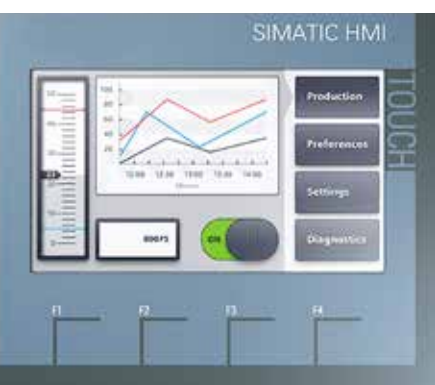 SIMATIC HMI
TOUCH
100
80
60
40
20
12:00 12:30 13:00 13:30 14:00
Production
Preferences
Settings
Diagnostics
00075
ON
F1 F2 F3 F4